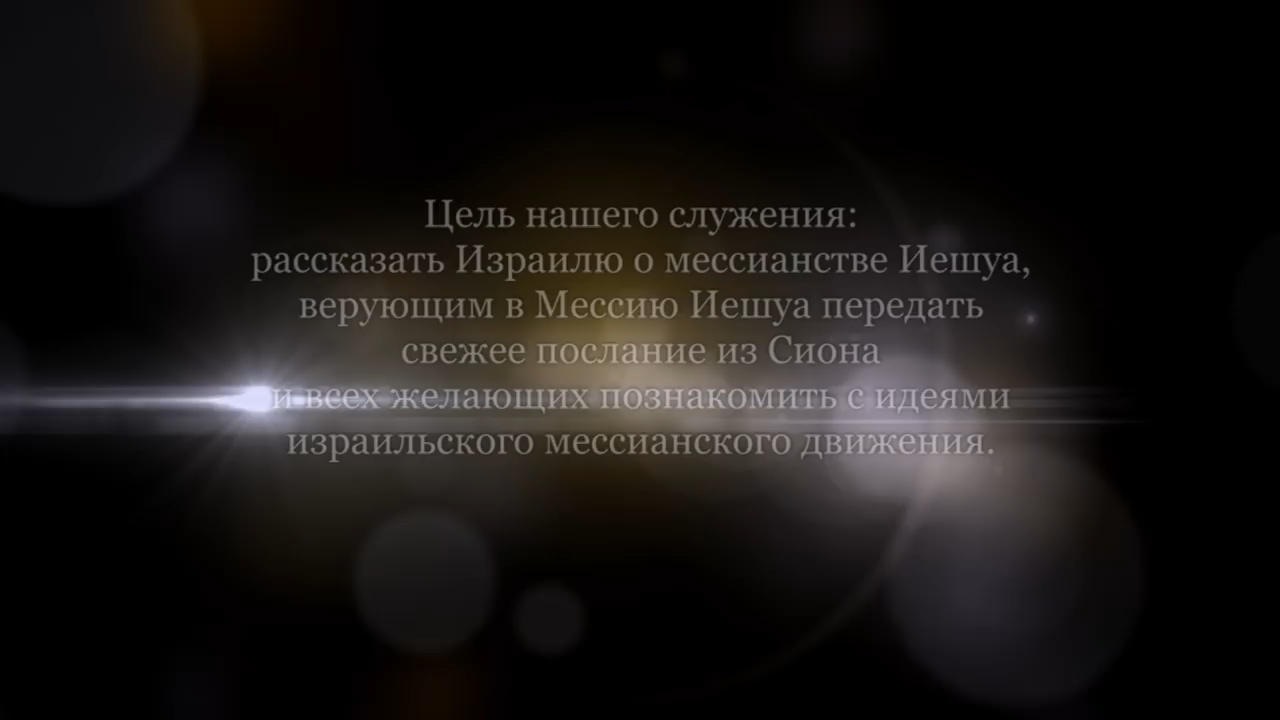 Цель нашего служения:
рассказать Израилю о мессианстве Иешуа,
верующим в Мессию Иешуа передать
свежее послание из Сиона
и всех желающих познакомить с идеями
израильского мессианского движения.